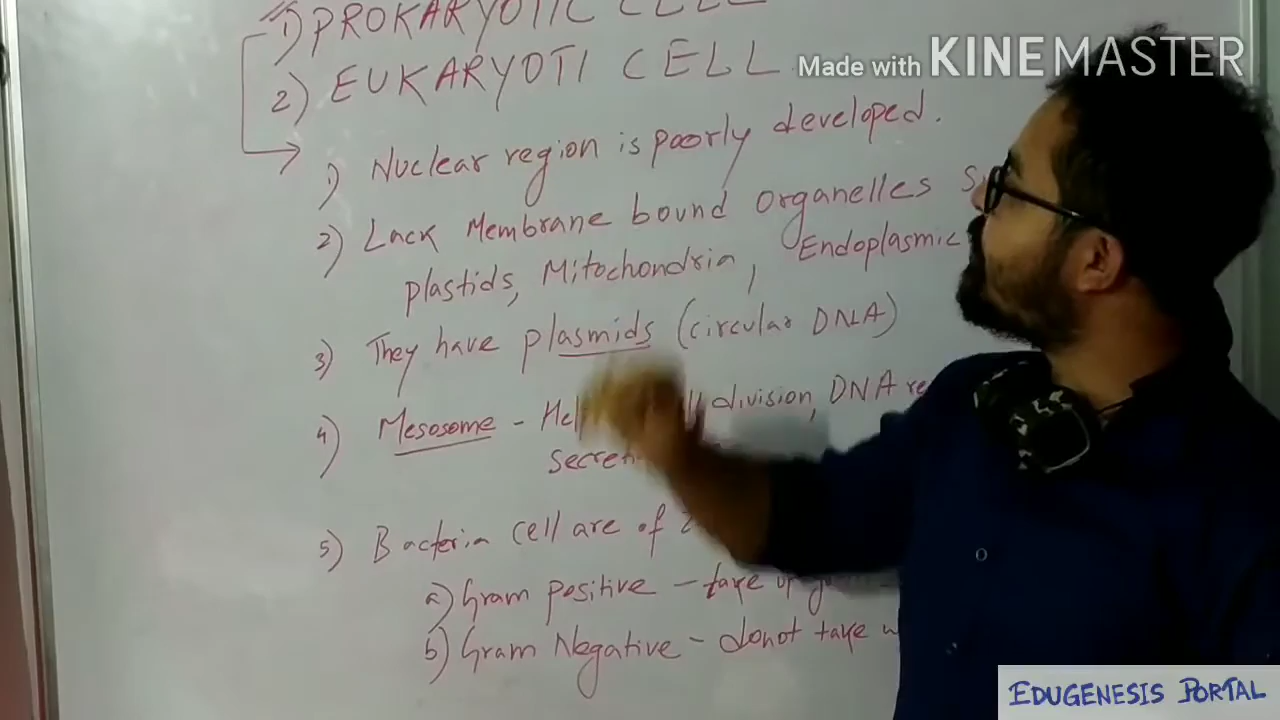 1) PROKARYOTIC CELL
2) EUKARYOTI CELL
Made with KINEMASTER
1) Nuclear region is poorly developed.
2) Lack Membrane bound organelles
plastids, Mitochondria, Endoplasmic
3) They have plasmids (circular DNA)
4) Mesosome - division, DNA
5) Bacteria cell are of
a) Gram positive - take up
b) Gram Negative - donot take
EDUGENESIS PORTAL